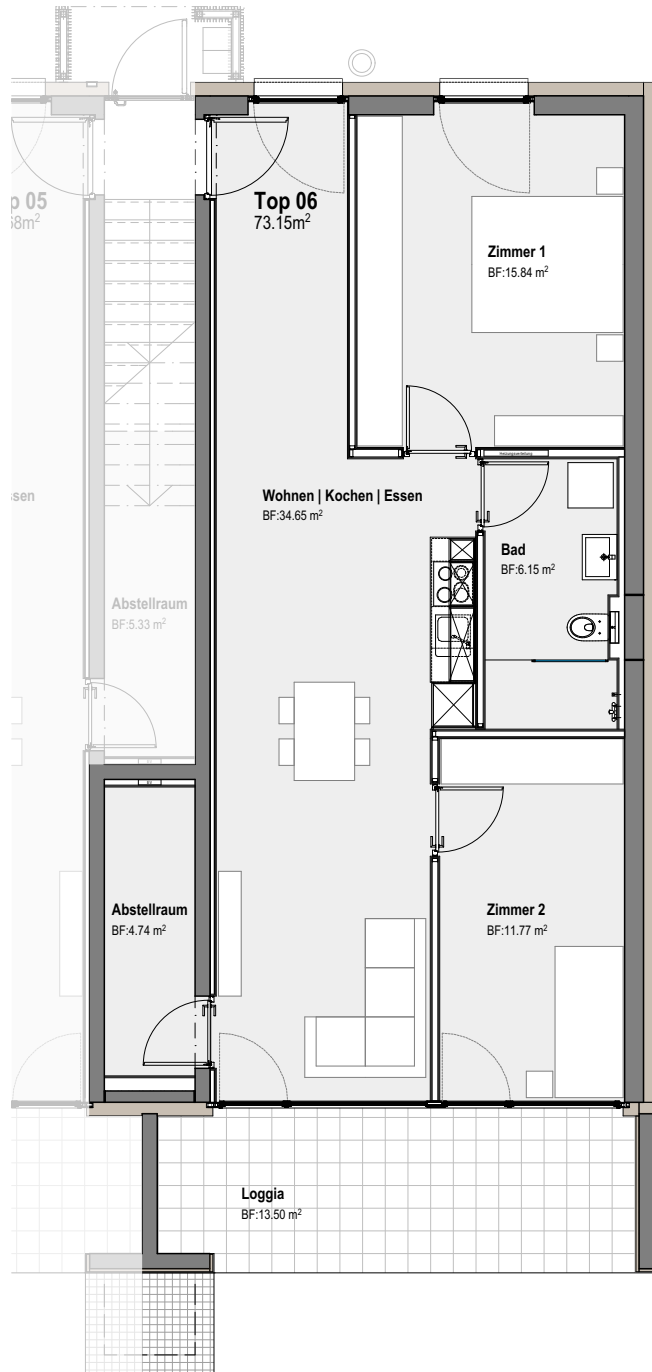 p 05
68m²
Top 06
73.15m²
Zimmer 1
BF:15.84 m²
ssen
Wohnen | Kochen | Essen
BF:34.65 m²
Bad
BF:6.15 m²
Abstellraum
BF:5.33 m²
Abstellraum
BF:4.74 m²
Zimmer 2
BF:11.77 m²
Loggia
BF:13.50 m²